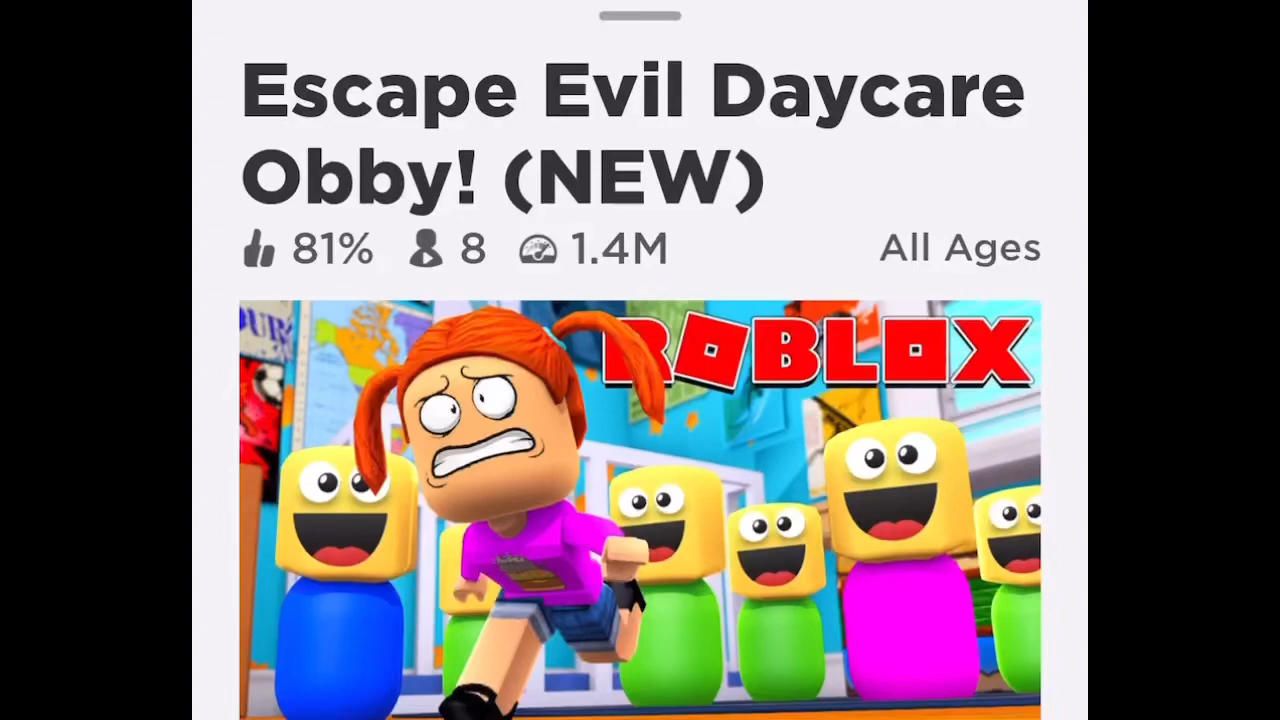 Escape Evil Daycare
Obby! (NEW)
81% 8 1.4M All Ages
ROBLOX